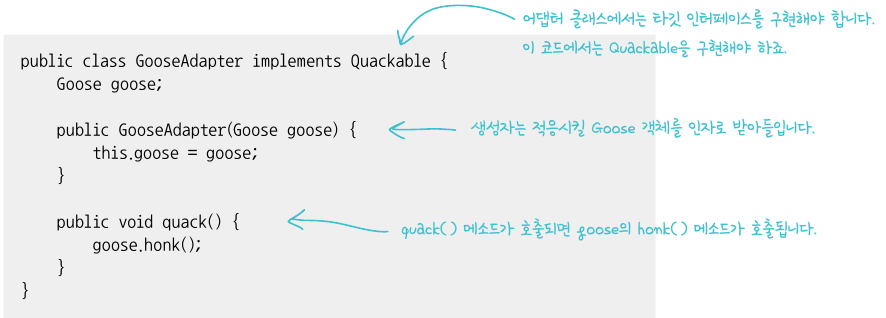 어댑터 클래스에서는 타깃 인터페이스를 구현해야 합니다.
이 코드에서는 Quackable을 구현해야 하죠.
public class GooseAdapter implements Quackable {
Goose goose;
public GooseAdapter(Goose goose) {
생성자는 적응시킬 Goose 객체를 인자로 받아들입니다.
this.goose = goose;
}
public void quack() {
quack() 메소드가 호출되면 goose의 honk() 메소드가 호출됩니다.
goose.honk();
}
}